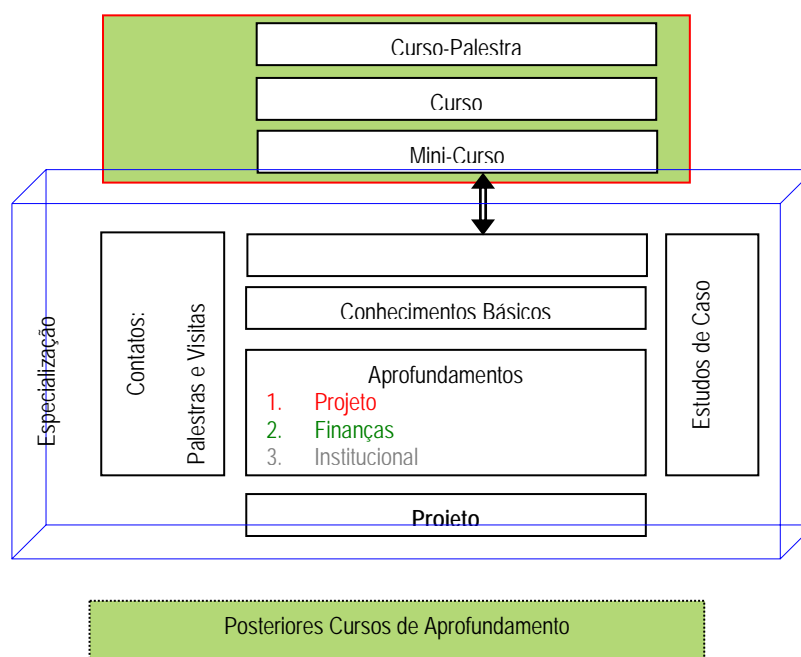 Curso-Palestra
Curso
Mini-Curso
Especialização
Contatos:
Palestras e Visitas
Conhecimentos Básicos
Aprofundamentos
1. Projeto
2. Finanças
3. Institucional
Estudos de Caso
Projeto
Posteriores Cursos de Aprofundamento